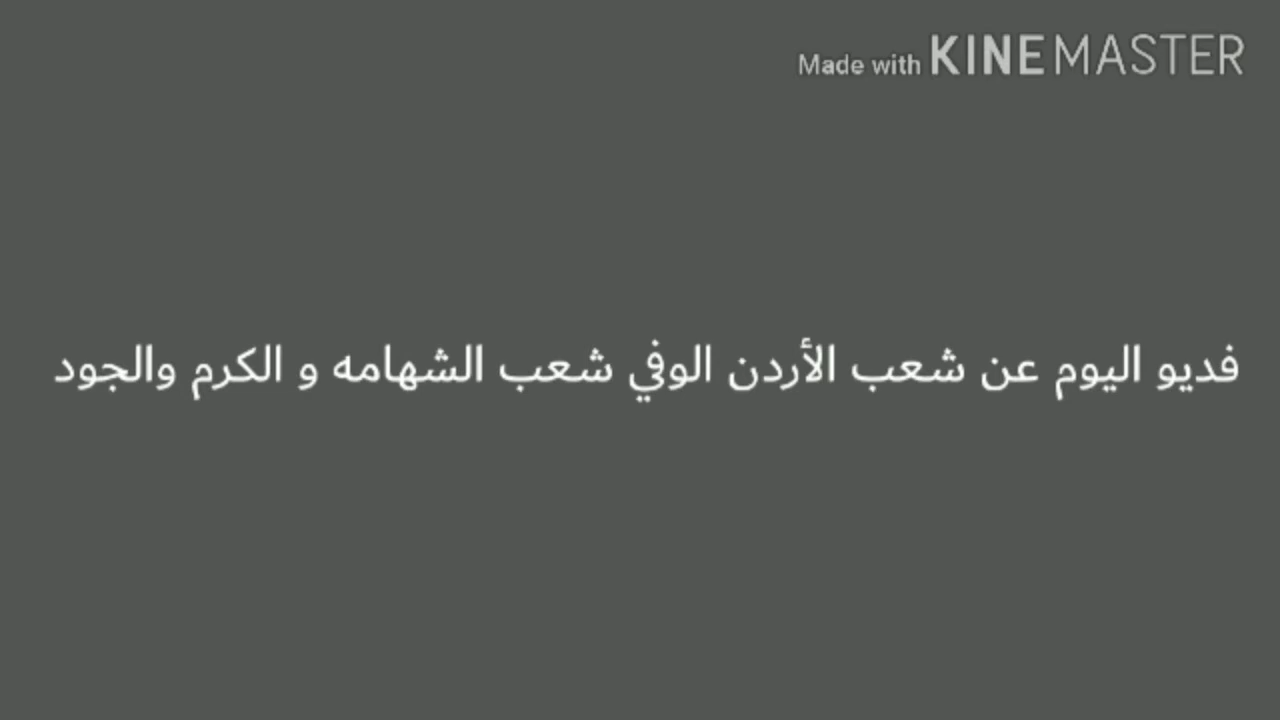 Made with KINEMASTER
فديو اليوم عن شعب الأردن الوفي شعب الشهامه و الكرم والجود